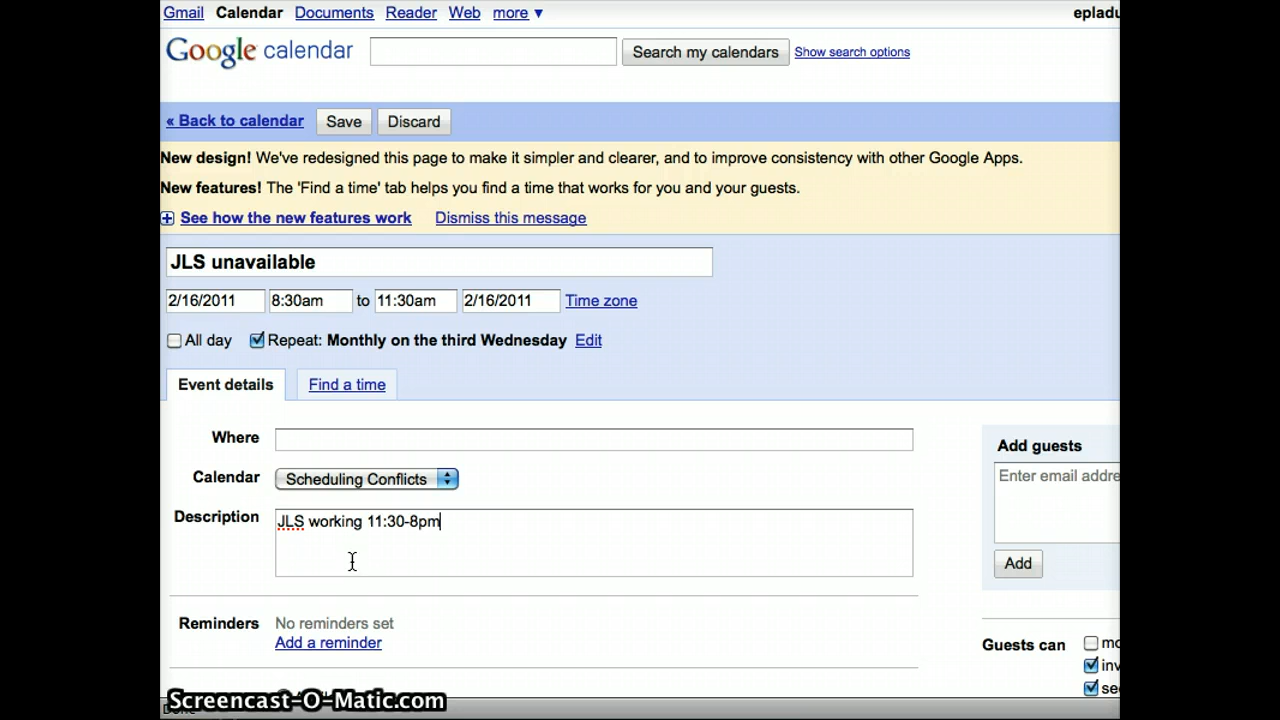 Gmail Calendar Documents Reader Web more ▼ epladu
Google calendar Search my calendars Show search options
« Back to calendar Save Discard
New design! We've redesigned this page to make it simpler and clearer, and to improve consistency with other Google Apps.
New features! The 'Find a time' tab helps you find a time that works for you and your guests.
See how the new features work Dismiss this message
JLS unavailable
2/16/2011 8:30am to 11:30am 2/16/2011 Time zone
All day Repeat: Monthly on the third Wednesday Edit
Event details Find a time
Where
Add guests
Calendar Scheduling Conflicts
Enter email addre
Description JLS working 11:30-8pm
Add
Reminders No reminders set
Add a reminder
Guests can mo
inv
see
Screencast-O-Matic.com